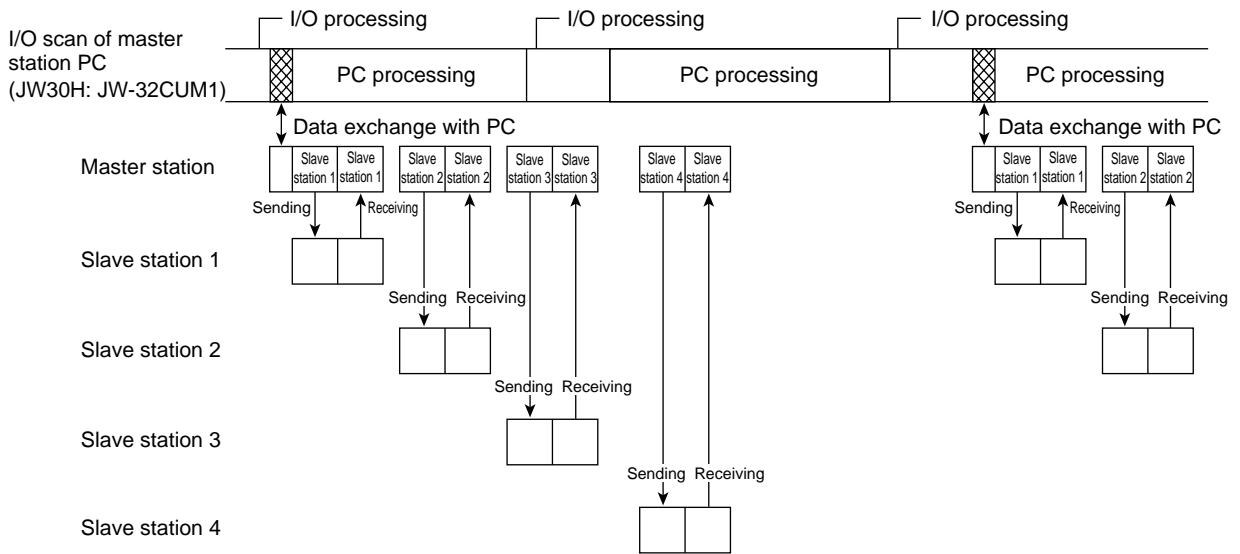 I/O processing
I/O processing
I/O processing
I/O scan of master
station PC
(JW30H: JW-32CUM1)
PC processing
PC processing
PC processing
Data exchange with PC
Data exchange with PC
Master station
Slave
station 1
Slave
station 1
Slave
station 2
Slave
station 2
Slave
station 3
Slave
station 3
Slave
station 4
Slave
station 4
Slave
station 1
Slave
station 1
Slave
station 2
Slave
station 2
Sending
Receiving
Sending
Receiving
Slave station 1
Sending
Receiving
Sending
Receiving
Slave station 2
Sending
Receiving
Slave station 3
Sending
Receiving
Slave station 4